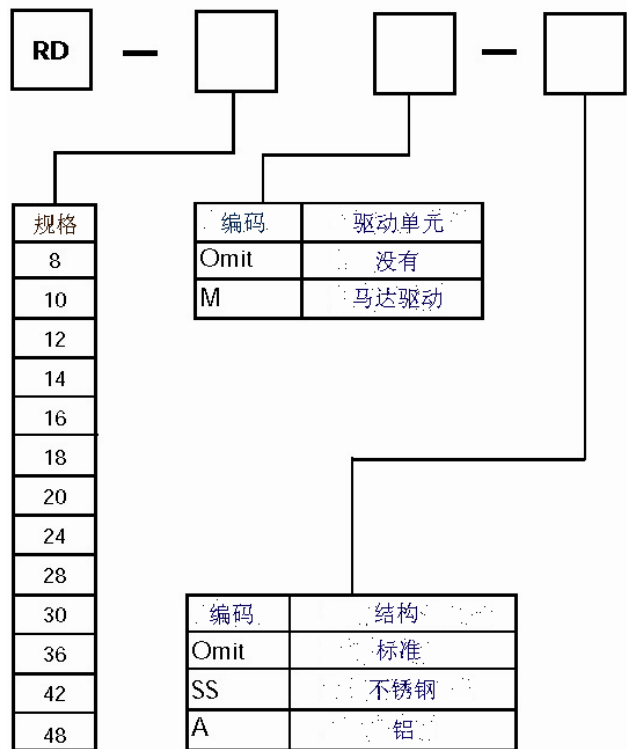 RD — —
规格
8
10
12
14
16
18
20
24
28
30
36
42
48
编码 驱动单元
Omit 没有
M 马达驱动
编码 结构
Omit 标准
SS 不锈钢
A 铝